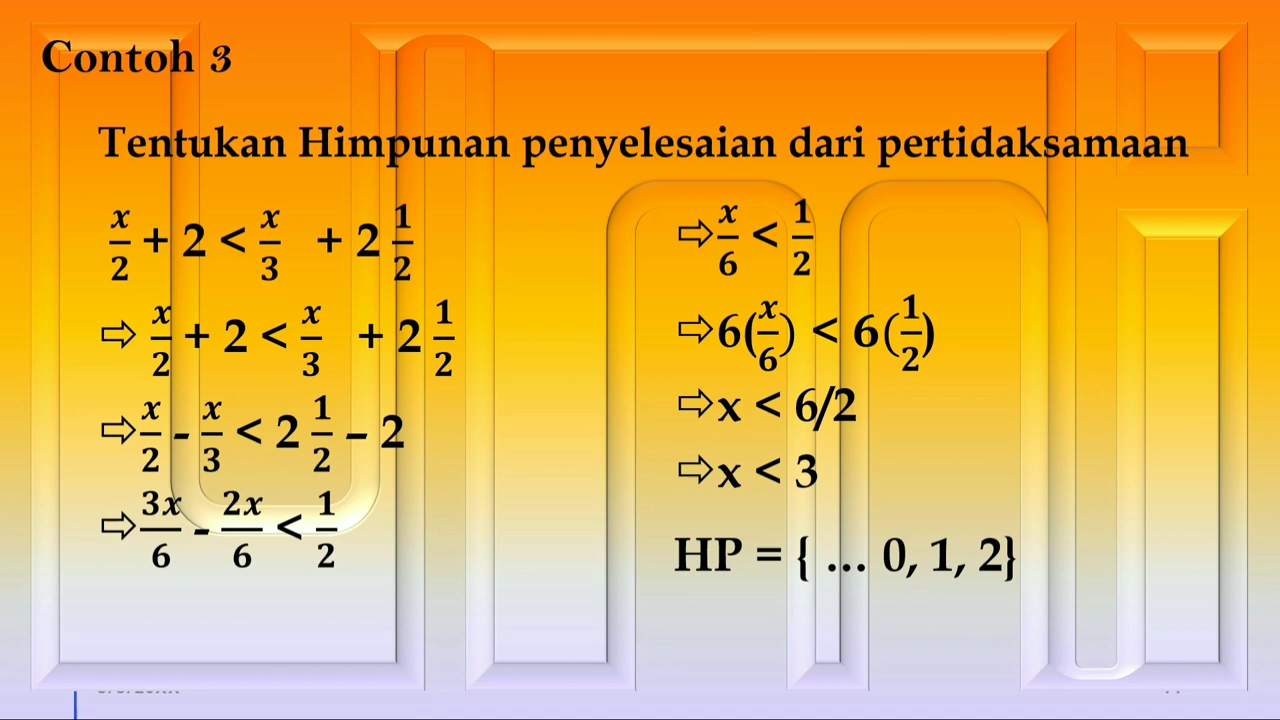 Contoh 3
Tentukan Himpunan penyelesaian dari pertidaksamaan
x/2 + 2 < x/3 + 2 1/2
⇨ x/2 + 2 < x/3 + 2 1/2
⇨ x/2 - x/3 < 2 1/2 – 2
⇨ 3x/6 - 2x/6 < 1/2
⇨ x/6 < 1/2
⇨ 6(x/6) < 6(1/2)
⇨ x < 6/2
⇨ x < 3
HP = { ... 0, 1, 2}